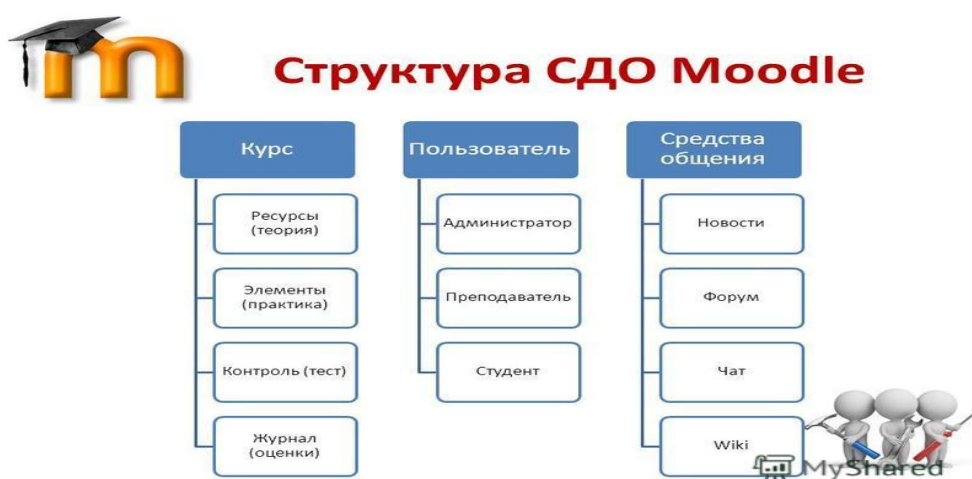 m
Структура СДО Moodle
Курс
Ресурсы
(теория)
Элементы
(практика)
Контроль (тест)
Журнал
(оценки)
Пользователь
Администратор
Преподаватель
Студент
Средства
общения
Новости
Форум
Чат
Wiki
MyShared